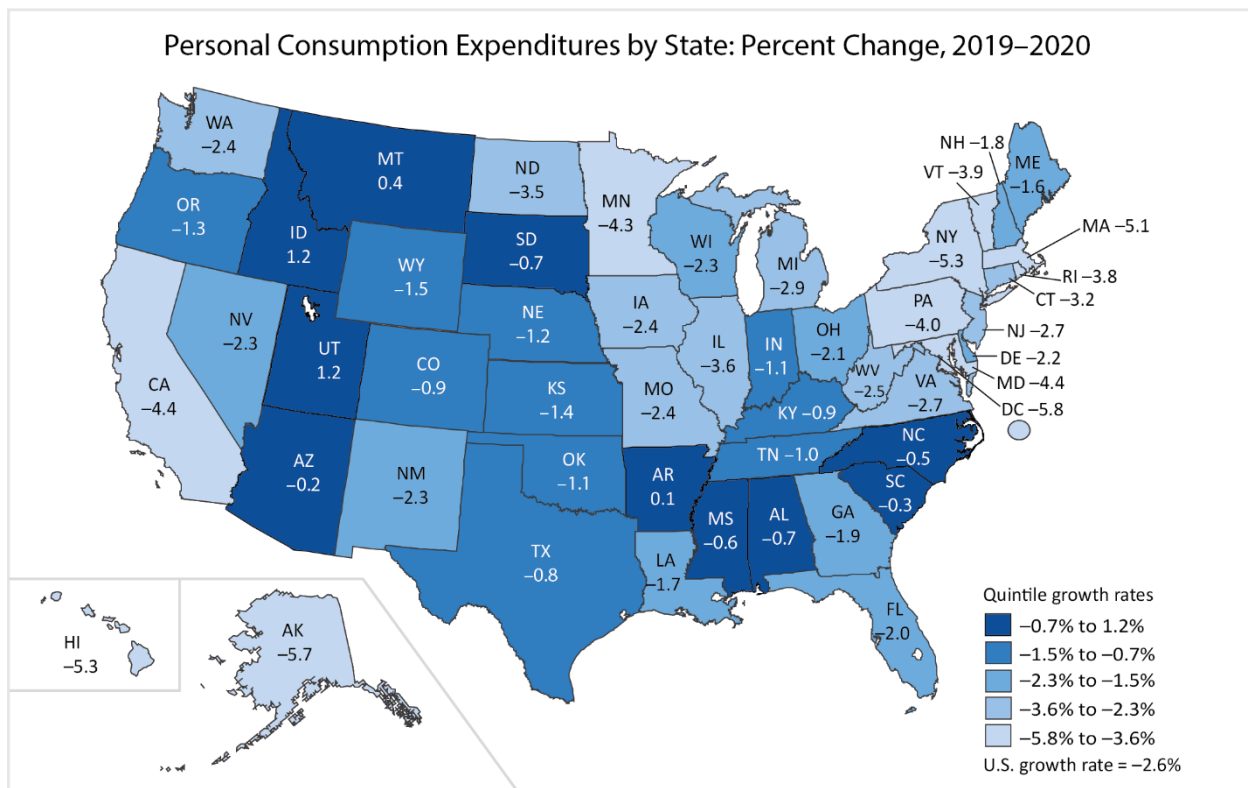 Personal Consumption Expenditures by State: Percent Change, 2019–2020
WA
–2.4
MT
0.4
ND
–3.5
MN
–4.3
NH –1.8
VT –3.9
ME
–1.6
OR
–1.3
ID
1.2
SD
–0.7
WI
–2.3
MI
–2.9
NY
–5.3
MA –5.1
RI –3.8
CT –3.2
WY
–1.5
NE
–1.2
IA
–2.4
PA
–4.0
NJ –2.7
DE –2.2
MD –4.4
DC –5.8
NV
–2.3
UT
1.2
CO
–0.9
KS
–1.4
MO
–2.4
IL
–3.6
IN
–1.1
OH
–2.1
WV
–2.5
VA
–2.7
CA
–4.4
KY –0.9
AZ
–0.2
NM
–2.3
OK
–1.1
AR
0.1
TN –1.0
NC
–0.5
SC
–0.3
TX
–0.8
LA
–1.7
MS
–0.6
AL
–0.7
GA
–1.9
FL
–2.0
HI
–5.3
AK
–5.7
Quintile growth rates
–0.7% to 1.2%
–1.5% to –0.7%
–2.3% to –1.5%
–3.6% to –2.3%
–5.8% to –3.6%
U.S. growth rate = –2.6%